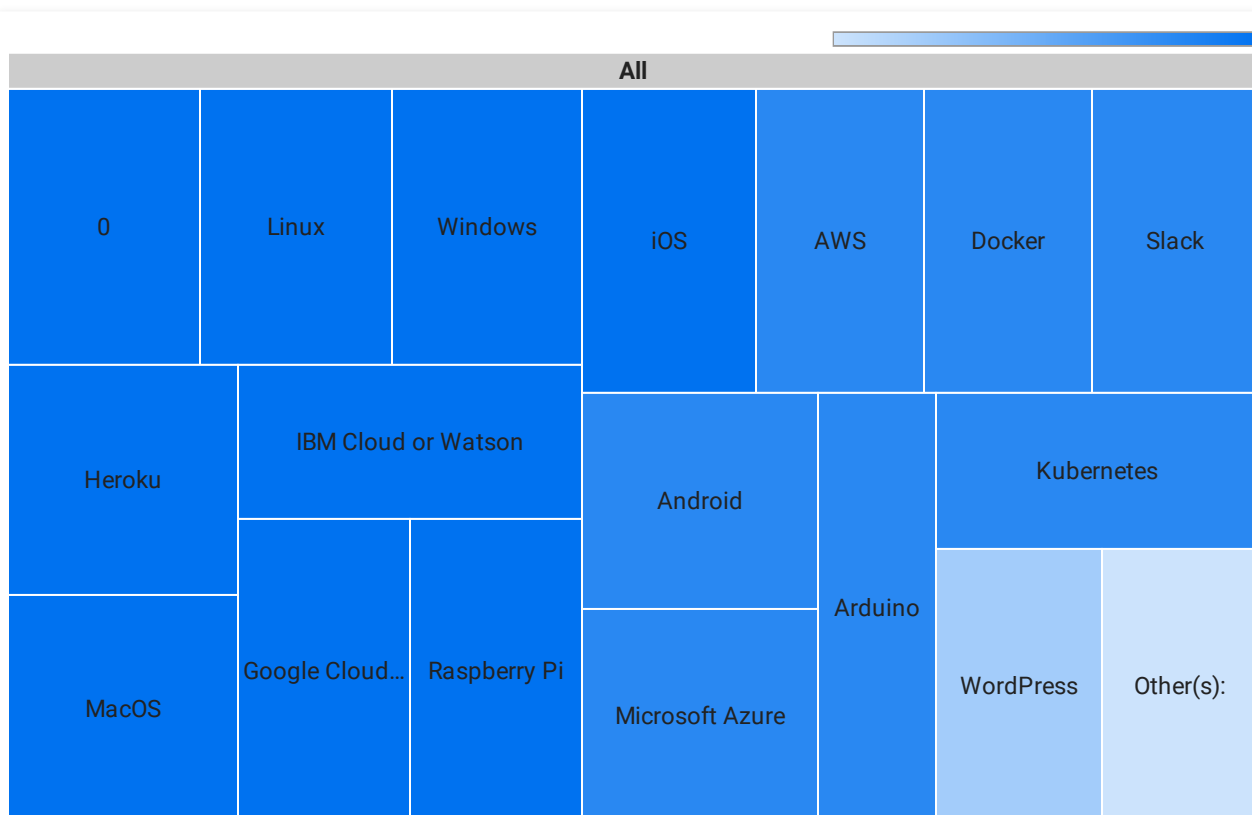 All
0
Linux
Windows
iOS
AWS
Docker
Slack
Heroku
IBM Cloud or Watson
Android
Kubernetes
Google Cloud...
Raspberry Pi
Arduino
MacOS
Microsoft Azure
WordPress
Other(s):